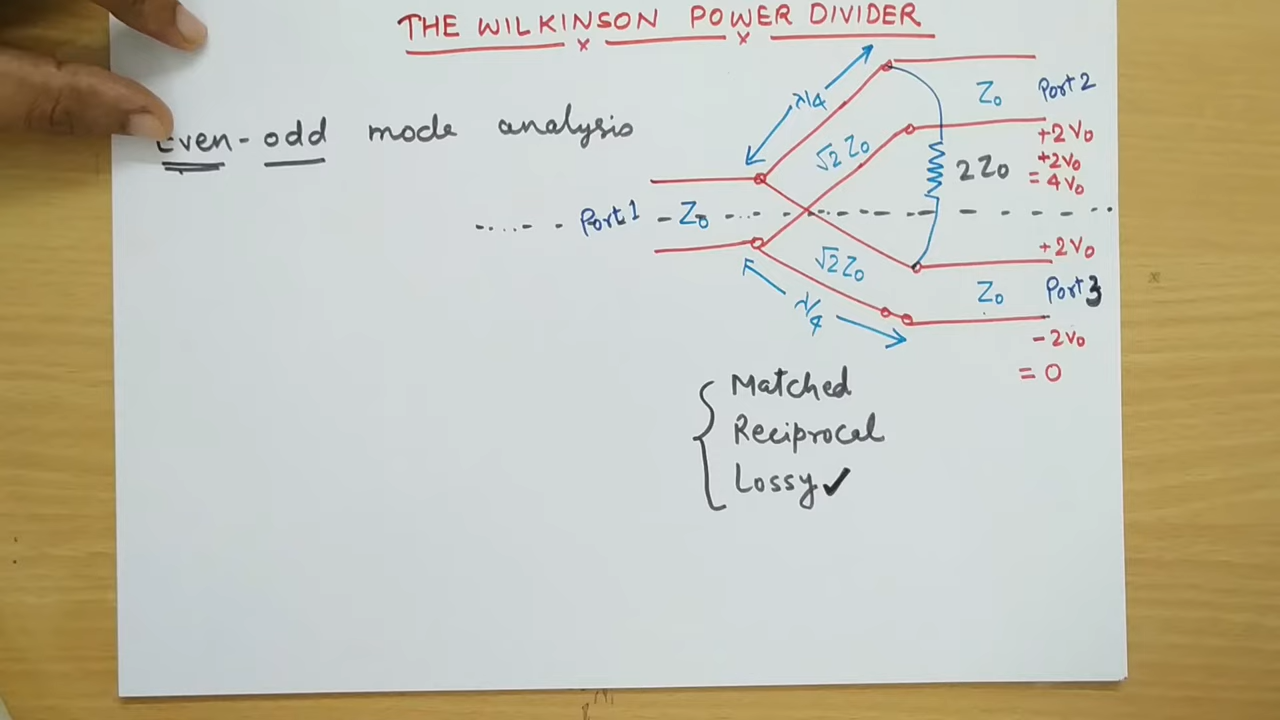 THE WILKINSON POWER DIVIDER
Even-odd mode analysis
λ/4
Z₀ Port 2
√2 Z₀
+2V₀
+2V₀
= 4V₀
2Z₀
Port 1 - Z₀
+2V₀
√2 Z₀
Z₀ Port 3
λ/4
-2V₀
= 0
Matched
Reciprocal
Lossy ✓